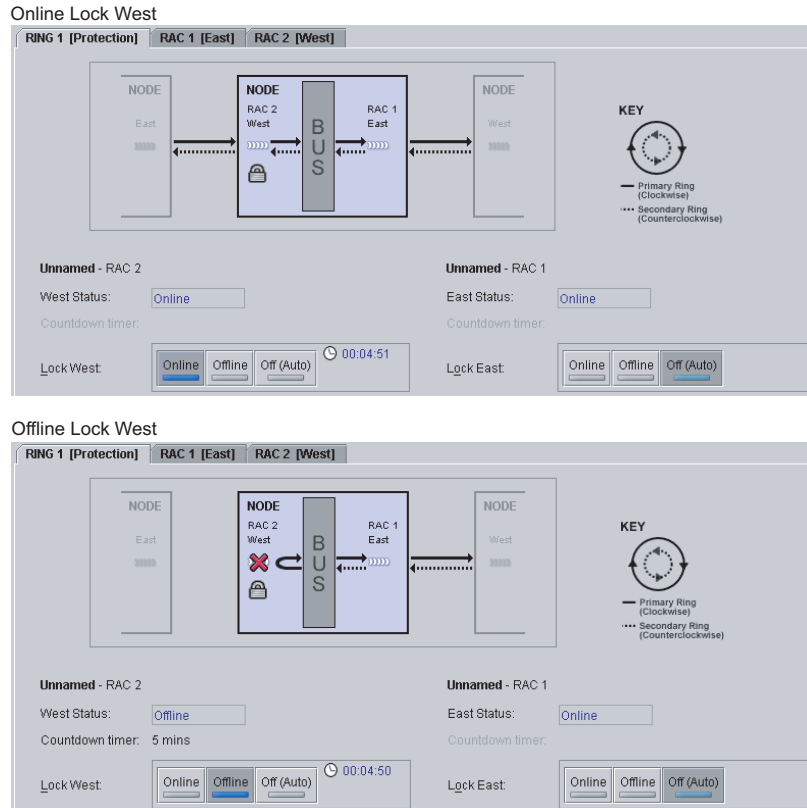 Online Lock West
RING 1 [Protection] RAC 1 [East] RAC 2 [West]
NODE NODE NODE
RAC 2 RAC 1
East West East West
BUS
KEY
Primary Ring
(Clockwise)
Secondary Ring
(Counterclockwise)
Unnamed - RAC 2 Unnamed - RAC 1
West Status: Online East Status: Online
Countdown timer: Countdown timer:
Lock West: Online Offline Off (Auto) 00:04:51 Lock East: Online Offline Off (Auto)
Offline Lock West
RING 1 [Protection] RAC 1 [East] RAC 2 [West]
NODE NODE NODE
RAC 2 RAC 1
East West East West
BUS
KEY
Primary Ring
(Clockwise)
Secondary Ring
(Counterclockwise)
Unnamed - RAC 2 Unnamed - RAC 1
West Status: Offline East Status: Online
Countdown timer: 5 mins Countdown timer:
Lock West: Online Offline Off (Auto) 00:04:50 Lock East: Online Offline Off (Auto)